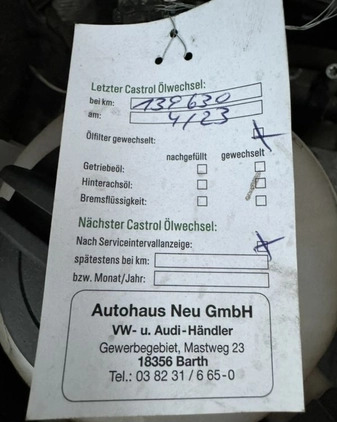 Letzter Castrol Ölwechsel:
bei km: 139630
am: 4/23
Ölfilter gewechselt:
nachgefüllt gewechselt
Getriebeöl:
Hinterachsöl:
Bremsflüssigkeit:
Nächster Castrol Ölwechsel:
Nach Serviceintervallanzeige:
spätestens bei km:
bzw. Monat/Jahr:
Autohaus Neu GmbH
VW- u. Audi-Händler
Gewerbegebiet, Mastweg 23
18356 Barth
Tel.: 03 82 31 / 6 65-0